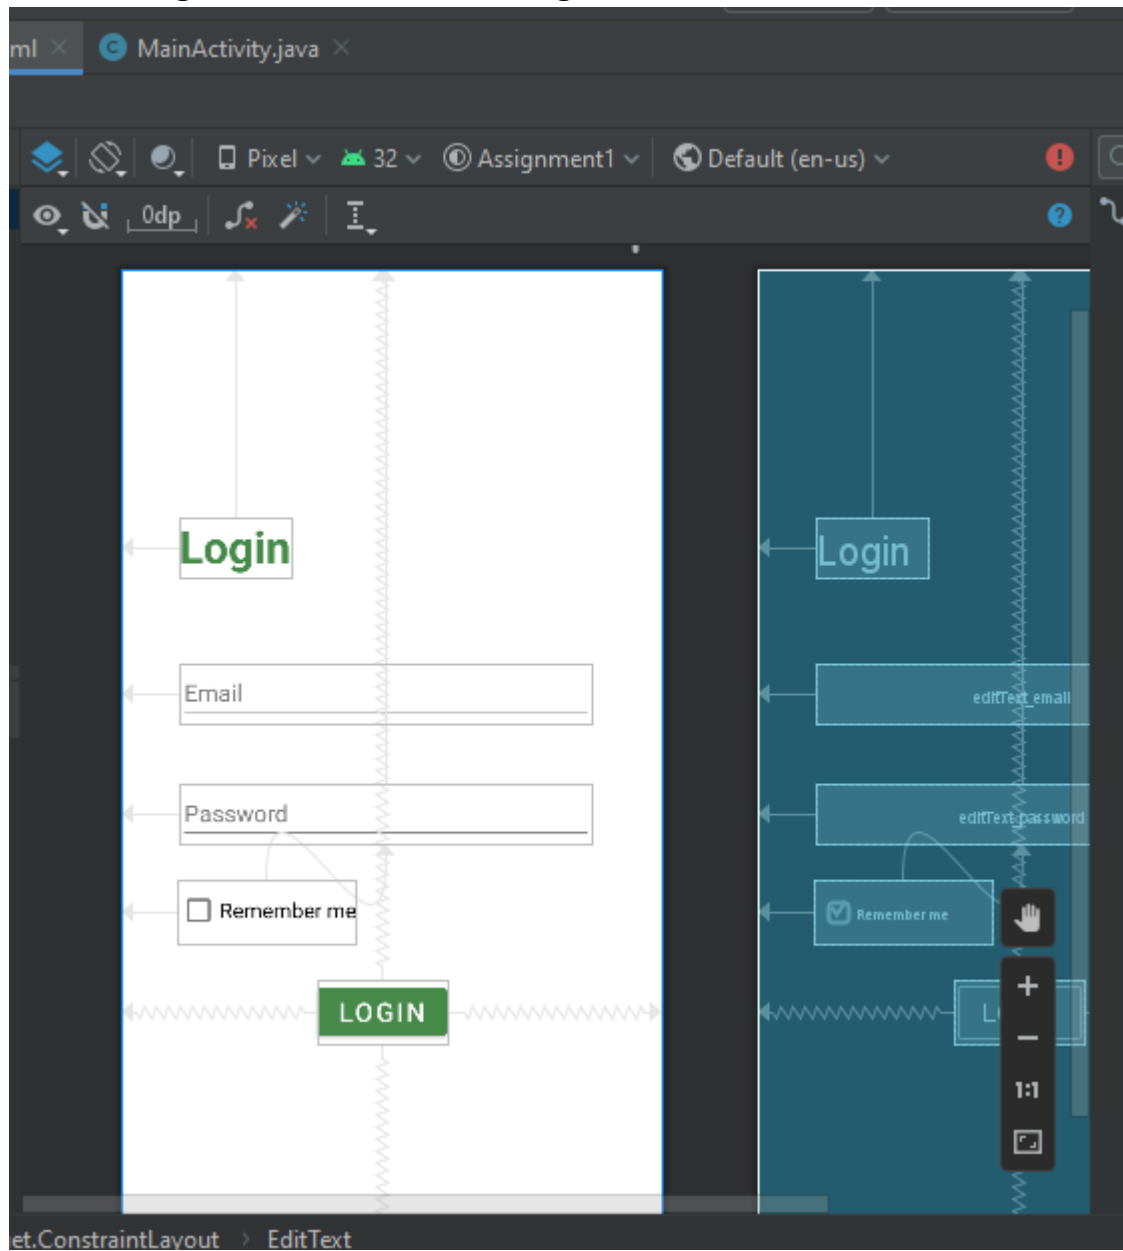 ml MainActivity.java
Pixel 32 Assignment1 Default (en-us)
0dp
Login
Email
Password
Remember me
LOGIN
Login
editText_email
editText_password
Remember me
1:1
et.ConstraintLayout > EditText